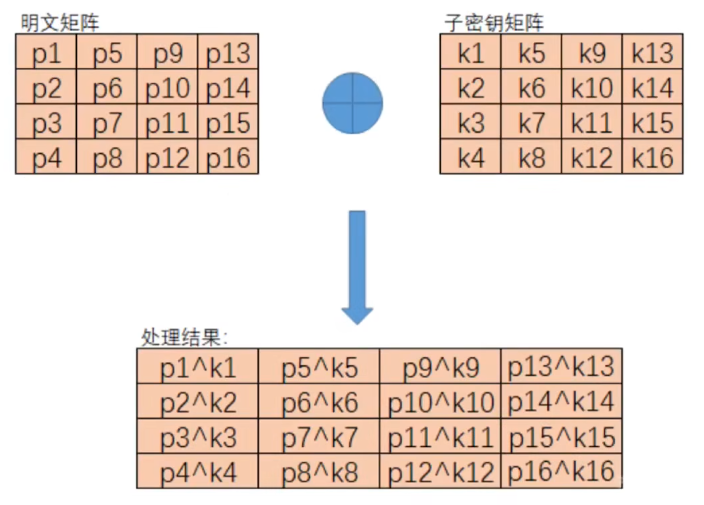 明文矩阵
子密钥矩阵
p1 p5 p9 p13
k1 k5 k9 k13
p2 p6 p10 p14
k2 k6 k10 k14
p3 p7 p11 p15
k3 k7 k11 k15
p4 p8 p12 p16
k4 k8 k12 k16
处理结果:
p1^k1 p5^k5 p9^k9 p13^k13
p2^k2 p6^k6 p10^k10 p14^k14
p3^k3 p7^k7 p11^k11 p15^k15
p4^k4 p8^k8 p12^k12 p16^k16